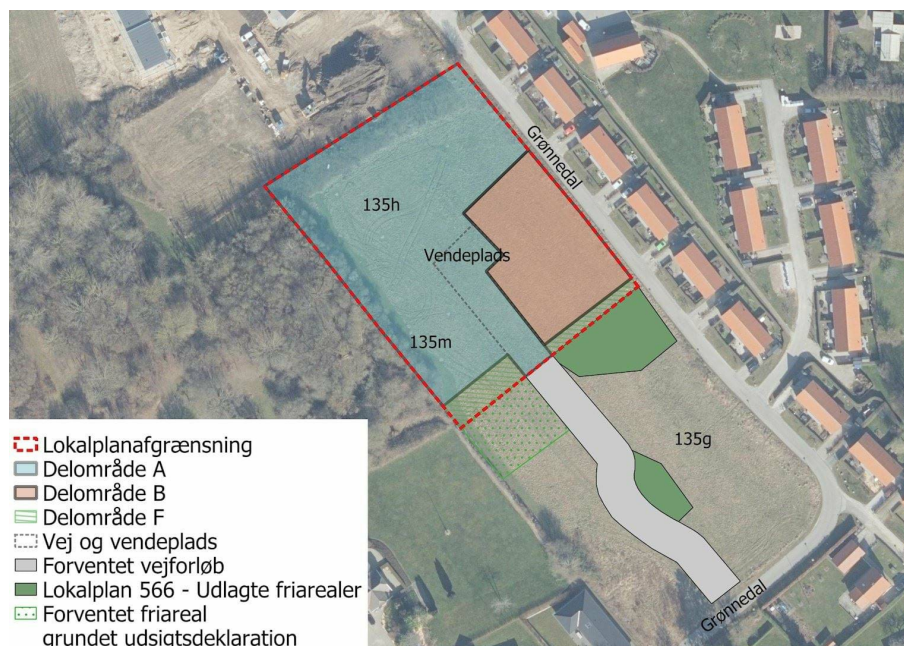 Grønnedal
135h
Vendeplads
135m
135g
Grønnedal
Lokalplanafgrænsning
Delområde A
Delområde B
Delområde F
Vej og vendeplads
Forventet vejforløb
Lokalplan 566 - Udlagte friarealer
Forventet friareal
grundet udsigtsdeklaration